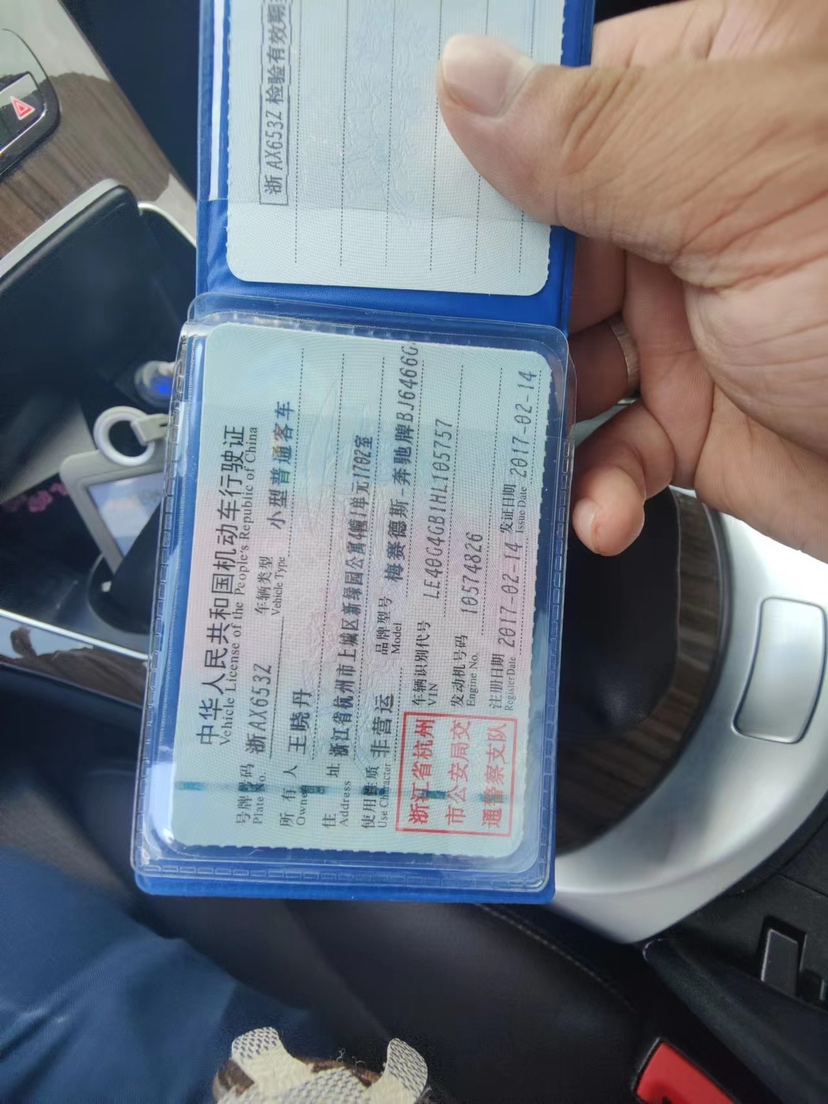 浙AX653Z 检验有效期
中华人民共和国机动车行驶证
Vehicle License of the People's Republic of China
号牌号码 浙AX653Z 车辆类型 小型普通客车
Plate No. Vehicle Type
所有人 王晓丹
Owner
住址 浙江省杭州市上城区新绿园公寓4幢1单元1702室
Address
使用性质 非营运 品牌型号 梅赛德斯-奔驰牌BJ6466G
Use Character Model
浙江省杭州
市公安局交
通警察支队
车辆识别代号 LE40G4GB1HL105757
VIN
发动机号码 10574826
Engine No.
注册日期 2017-02-14 发证日期 2017-02-14
Register Date Issue Date